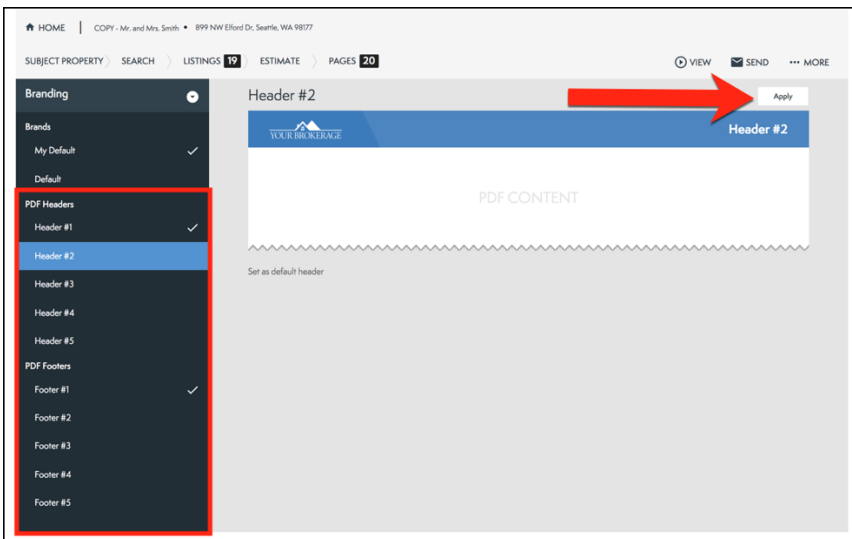 HOME | COPY - Mr. and Mrs. Smith • 899 NW Elford Dr, Seattle, WA 98177
SUBJECT PROPERTY SEARCH LISTINGS 19 ESTIMATE PAGES 20 VIEW SEND ••• MORE
Branding
Header #2
Apply
YOUR BROKERAGE
Header #2
PDF CONTENT
Set as default header
Brands
My Default
Default
PDF Headers
Header #1
Header #2
Header #3
Header #4
Header #5
PDF Footers
Footer #1
Footer #2
Footer #3
Footer #4
Footer #5